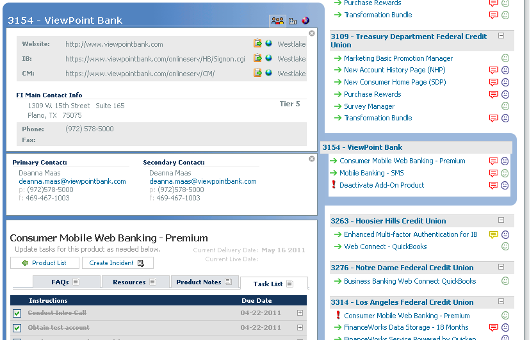 3154 - ViewPoint Bank
Website: http://www.viewpointbank.com Westlake
IB: https://www.viewpointbank.com/onlineserv/HB/Signon.cgi Westlake
CM: https://www.viewpointbank.com/onlineserv/CM/ Westlake
FI Main Contact Info
1309 W. 15th Street Suite 165
Plano, TX 75075
Tier 5
Phone: (972) 578-5000
Fax:
Primary Contact:
Deanna Maas
deanna.maas@viewpointbank.com
p: (972)578-5000
f: 469-467-1003
Secondary Contact:
Deanna Maas
deanna.maas@viewpointbank.com
p: (972)578-5000
f: 469-467-1003
Consumer Mobile Web Banking - Premium
Update tasks for this product as needed below.
Current Delivery Date: May 16 2011
Current Live Date:
Product List
Create Incident
FAQs
Resources
Product Notes
Task List
Instructions Due Date
Conduct Intro Call 04-22-2011
Obtain test account 04-22-2011
Purchase Rewards
Transformation Bundle
3109 - Treasury Department Federal Credit
Union
Marketing Basic Promotion Manager
New Account History Page (NHP)
New Consumer Home Page (SDP)
Purchase Rewards
Survey Manager
Transformation Bundle
3154 - ViewPoint Bank
Consumer Mobile Web Banking - Premium
Mobile Banking - SMS
Deactivate Add-On Product
3263 - Hoosier Hills Credit Union
Enhanced Multi-factor Authentication for IB
Web Connect - QuickBooks
3276 - Notre Dame Federal Credit Union
Business Banking Web Connect QuickBooks
3314 - Los Angeles Federal Credit Union
Consumer Mobile Web Banking - Premium
FinanceWorks Data Storage - 18 Months
FinanceWorks Service Powered by Quicken